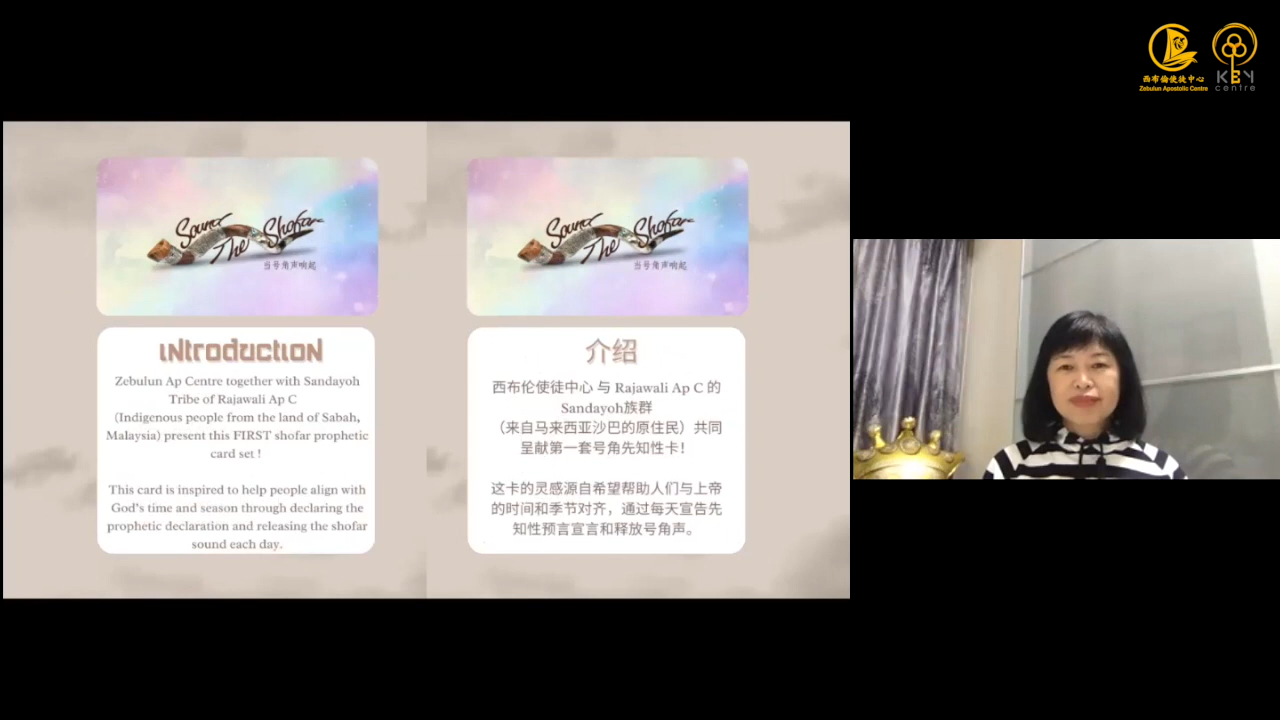 西布倫使徒中心
Zebulun Apostolic Centre
KEY
centre
Sound
The Shofar
当号角声响起
Introduction
Zebulun Ap Centre together with Sandayoh
Tribe of Rajawali Ap C
(Indigenous people from the land of Sabah,
Malaysia) present this FIRST shofar prophetic
card set !
This card is inspired to help people align with
God's time and season through declaring the
prophetic declaration and releasing the shofar
sound each day.
Sound
The Shofar
当号角声响起
介绍
西布伦使徒中心 与 Rajawali Ap C 的
Sandayoh族群
（来自马来西亚沙巴的原住民）共同
呈献第一套号角先知性卡！
这卡的灵感源自希望帮助人们与上帝
的时间和季节对齐，通过每天宣告先
知性预言宣言和释放号角声。